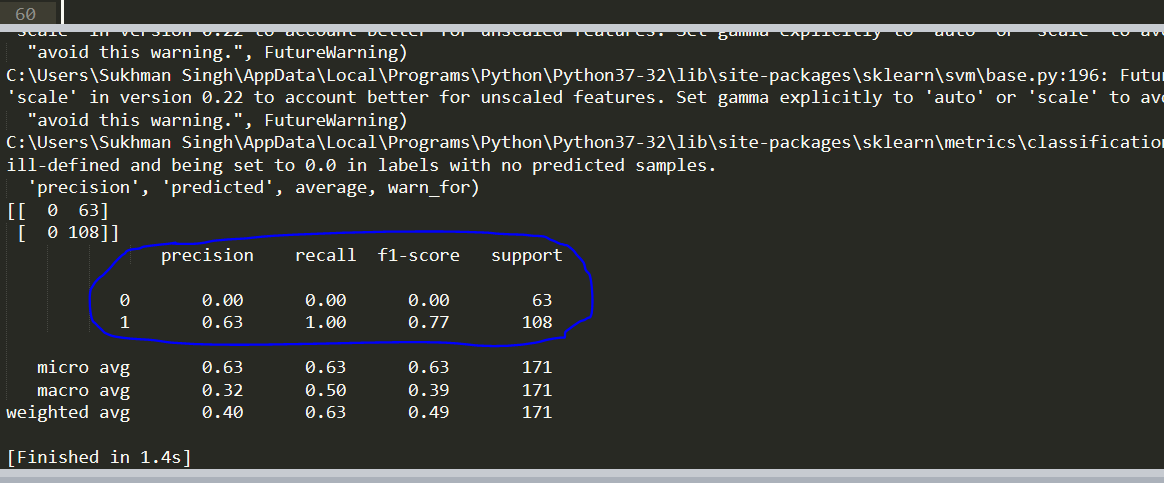 60
'scale' in version 0.22 to account better for unscaled features. Set gamma explicitly to 'auto' or 'scale' to
"avoid this warning.", FutureWarning)
C:\Users\Sukhman Singh\AppData\Local\Programs\Python\Python37-32\lib\site-packages\sklearn\svm\base.py:196: Futu
'scale' in version 0.22 to account better for unscaled features. Set gamma explicitly to 'auto' or 'scale' to avo
"avoid this warning.", FutureWarning)
C:\Users\Sukhman Singh\AppData\Local\Programs\Python\Python37-32\lib\site-packages\sklearn\metrics\classification
ill-defined and being set to 0.0 in labels with no predicted samples.
'precision', 'predicted', average, warn_for)
[[ 0 63]
[ 0 108]]
precision recall f1-score support
0 0.00 0.00 0.00 63
1 0.63 1.00 0.77 108
micro avg 0.63 0.63 0.63 171
macro avg 0.32 0.50 0.39 171
weighted avg 0.40 0.63 0.49 171
[Finished in 1.4s]